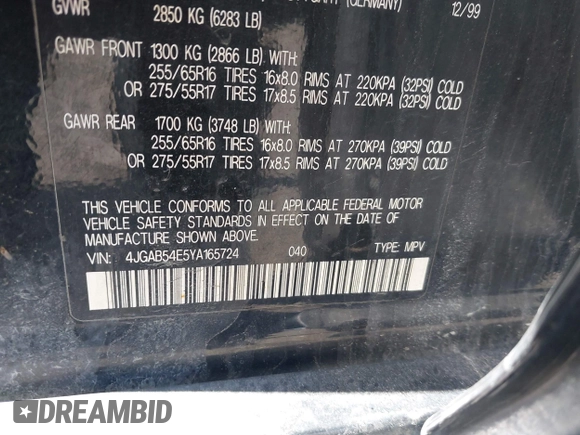 GVWR 2850 KG (6283 LB) (GERMANY) 12/99
GAWR FRONT 1300 KG (2866 LB) WITH:
255/65R16 TIRES 16x8.0 RIMS AT 220KPA (32PSI) COLD
OR 275/55R17 TIRES 17x8.5 RIMS AT 220KPA (32PSI) COLD
GAWR REAR 1700 KG (3748 LB) WITH:
255/65R16 TIRES 16x8.0 RIMS AT 270KPA (39PSI) COLD
OR 275/55R17 TIRES 17x8.5 RIMS AT 270KPA (39PSI) COLD
THIS VEHICLE CONFORMS TO ALL APPLICABLE FEDERAL MOTOR
VEHICLE SAFETY STANDARDS IN EFFECT ON THE DATE OF
MANUFACTURE SHOWN ABOVE.
VIN: 4JGAB54E5YA165724 040 TYPE: MPV
DREAMBID